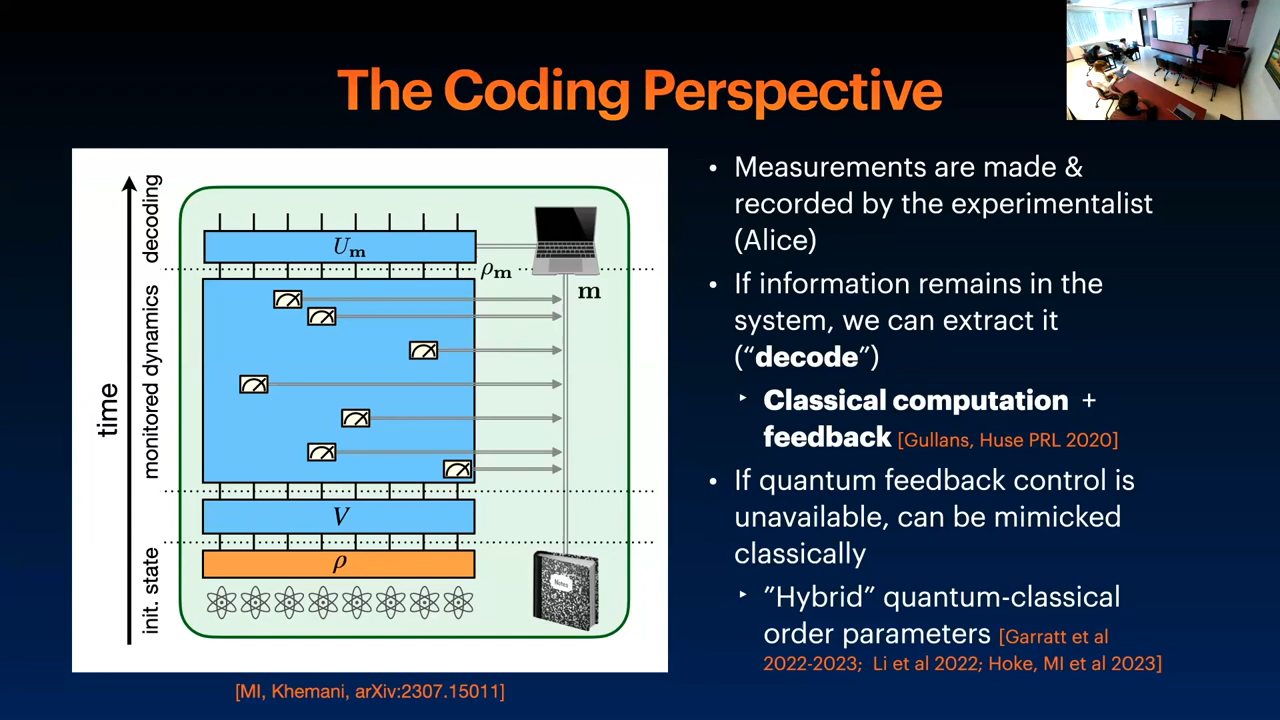 The Coding Perspective
time
init. state
monitored dynamics
decoding
U_m
ρ_m
m
V
ρ
Notes
[MI, Khemani, arXiv:2307.15011]
• Measurements are made &
recorded by the experimentalist
(Alice)
• If information remains in the
system, we can extract it
(“decode”)
‣ Classical computation +
feedback [Gullans, Huse PRL 2020]
• If quantum feedback control is
unavailable, can be mimicked
classically
‣ ”Hybrid” quantum-classical
order parameters [Garratt et al
2022-2023; Li et al 2022; Hoke, MI et al 2023]